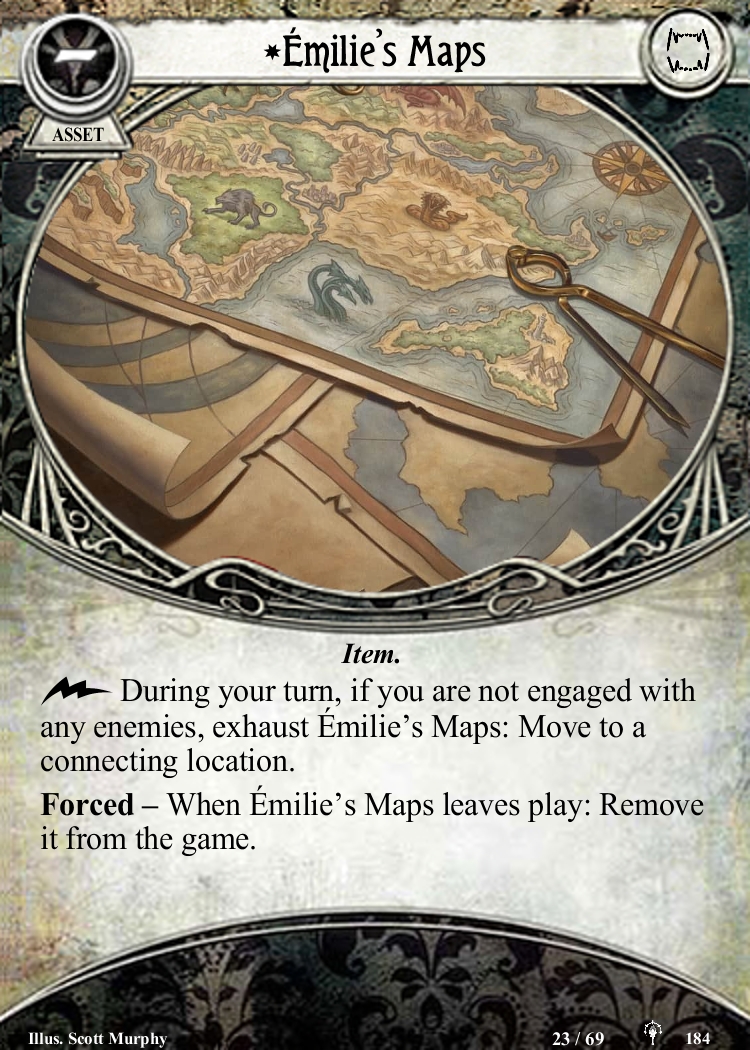 Émilie's Maps
ASSET
Item.
During your turn, if you are not engaged with
any enemies, exhaust Émilie's Maps: Move to a
connecting location.
Forced – When Émilie's Maps leaves play: Remove
it from the game.
Illus. Scott Murphy
23 / 69
184